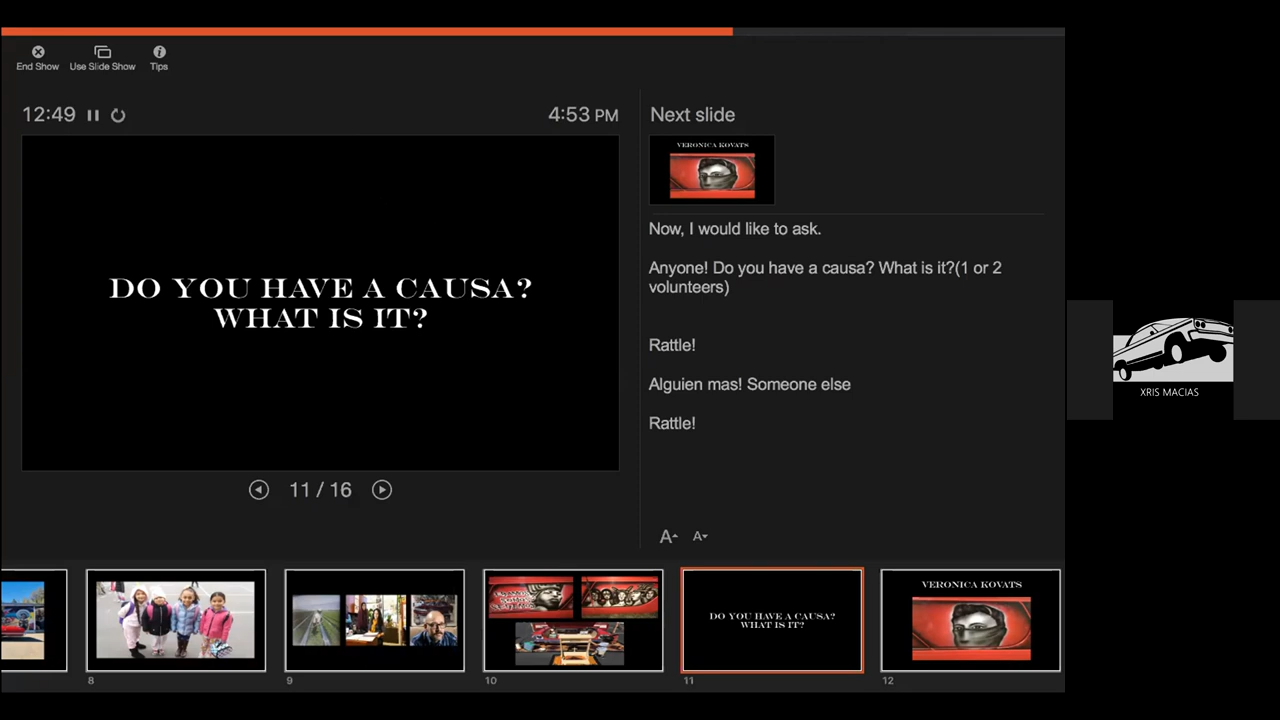 End Show
Use Slide Show
Tips
12:49
4:53 PM
Next slide
VERONICA KOVATS
DO YOU HAVE A CAUSA?
WHAT IS IT?
Now, I would like to ask.
Anyone! Do you have a causa? What is it?(1 or 2
volunteers)
Rattle!
Alguien mas! Someone else
Rattle!
XRIS MACIAS
11 / 16
A A
DO YOU HAVE A CAUSA?
WHAT IS IT?
VERONICA KOVATS
8
9
10
11
12